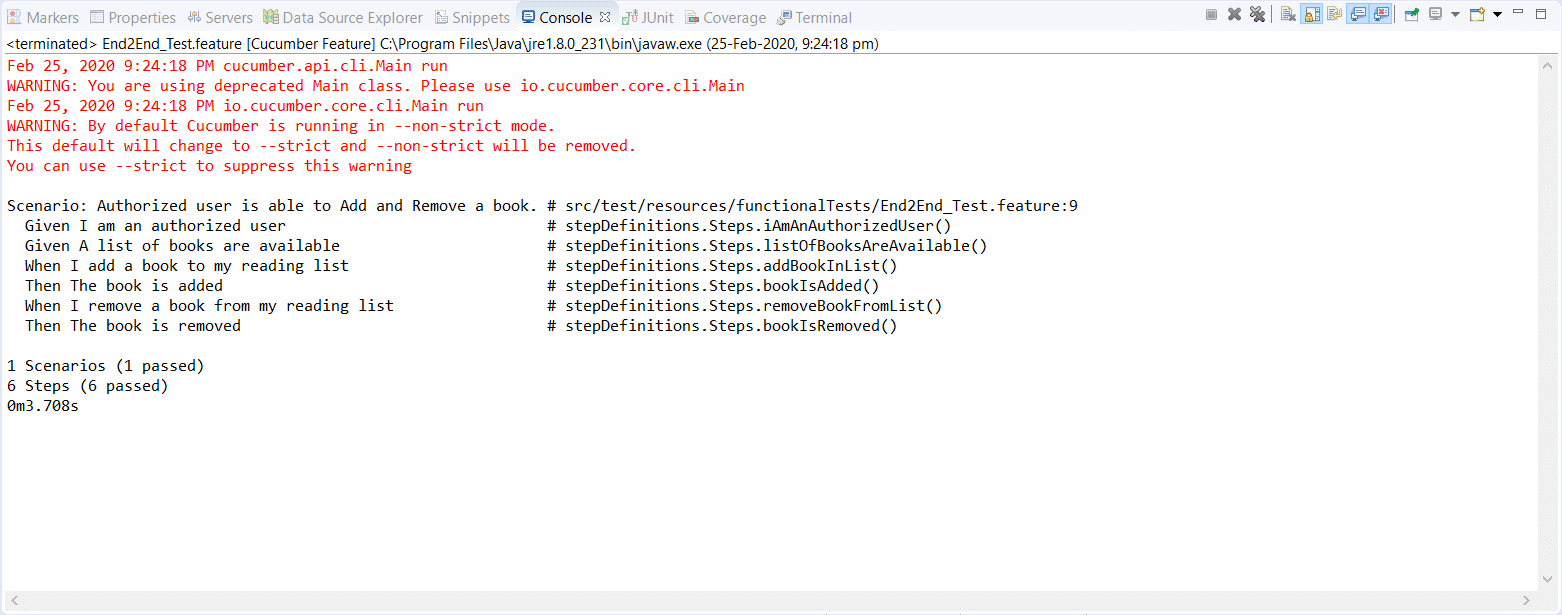 Markers Properties Servers Data Source Explorer Snippets Console JUnit Coverage Terminal
<terminated> End2End_Test.feature [Cucumber Feature] C:\Program Files\Java\jre1.8.0_231\bin\javaw.exe (25-Feb-2020, 9:24:18 pm)
Feb 25, 2020 9:24:18 PM cucumber.api.cli.Main run
WARNING: You are using deprecated Main class. Please use io.cucumber.core.cli.Main
Feb 25, 2020 9:24:18 PM io.cucumber.core.cli.Main run
WARNING: By default Cucumber is running in --non-strict mode.
This default will change to --strict and --non-strict will be removed.
You can use --strict to suppress this warning
Scenario: Authorized user is able to Add and Remove a book. # src/test/resources/functionalTests/End2End_Test.feature:9
  Given I am an authorized user                             # stepDefinitions.Steps.iAmAnAuthorizedUser()
  Given A list of books are available                       # stepDefinitions.Steps.listOfBooksAreAvailable()
  When I add a book to my reading list                      # stepDefinitions.Steps.addBookInList()
  Then The book is added                                    # stepDefinitions.Steps.bookIsAdded()
  When I remove a book from my reading list                 # stepDefinitions.Steps.removeBookFromList()
  Then The book is removed                                  # stepDefinitions.Steps.bookIsRemoved()
1 Scenarios (1 passed)
6 Steps (6 passed)
0m3.708s